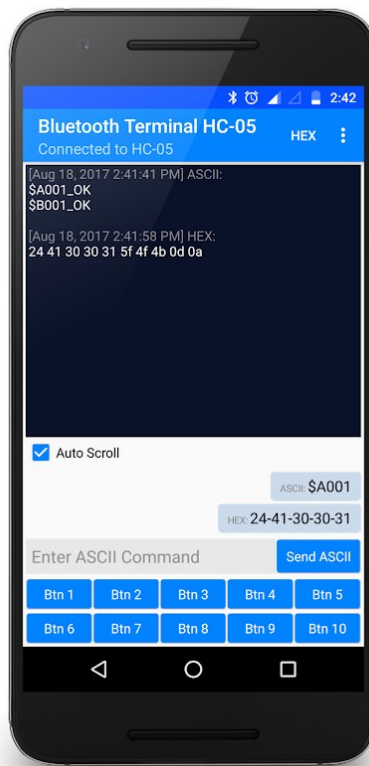 2:42
Bluetooth Terminal HC-05
HEX
Connected to HC-05
[Aug 18, 2017 2:41:41 PM] ASCII:
$A001_OK
$B001_OK
[Aug 18, 2017 2:41:58 PM] HEX:
24 41 30 30 31 5f 4f 4b 0d 0a
Auto Scroll
ASCII: $A001
HEX: 24-41-30-30-31
Enter ASCII Command
Send ASCII
Btn 1 Btn 2 Btn 3 Btn 4 Btn 5
Btn 6 Btn 7 Btn 8 Btn 9 Btn 10